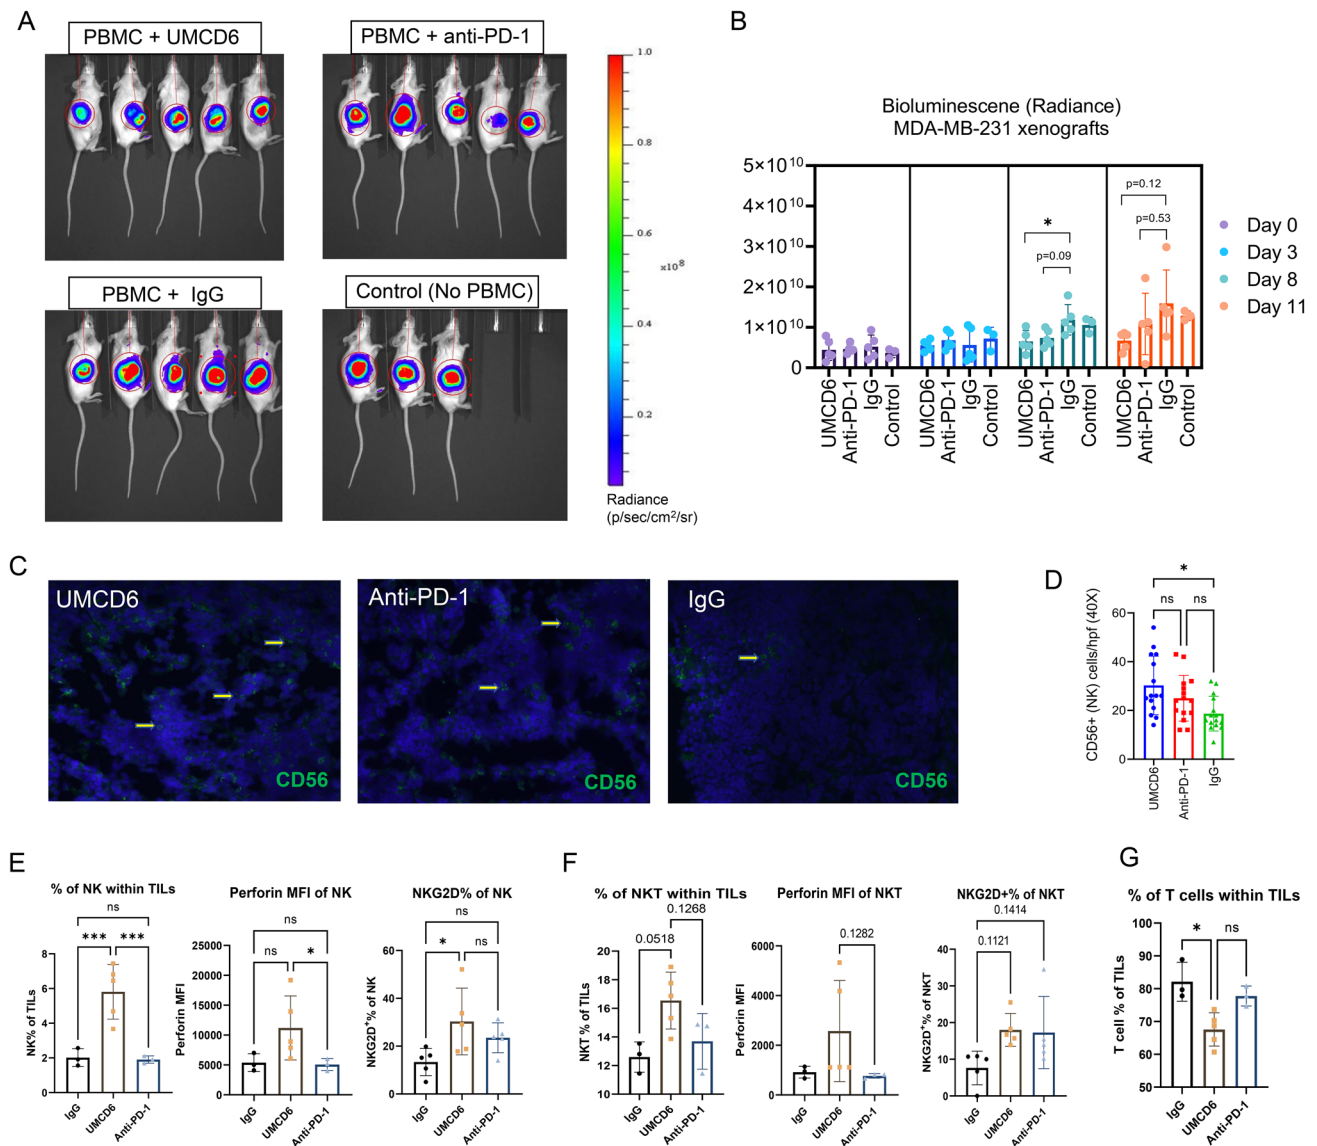 A
PBMC + UMCD6
PBMC + anti-PD-1
PBMC + IgG
Control (No PBMC)
1.0
0.8
0.6
x10⁸
0.4
0.2
Radiance
(p/sec/cm²/sr)
B
Bioluminescene (Radiance)
MDA-MB-231 xenografts
5×10¹⁰
4×10¹⁰
3×10¹⁰
2×10¹⁰
1×10¹⁰
0
*
p=0.09
p=0.12
p=0.53
UMCD6
Anti-PD-1
IgG
Control
UMCD6
Anti-PD-1
IgG
Control
UMCD6
Anti-PD-1
IgG
Control
UMCD6
Anti-PD-1
IgG
Control
Day 0
Day 3
Day 8
Day 11
C
UMCD6
CD56
Anti-PD-1
CD56
IgG
CD56
D
*
ns ns
CD56+ (NK) cells/hpf (40X)
60
40
20
0
UMCD6
Anti-PD-1
IgG
E
% of NK within TILs
ns
*** ***
NK% of TILs
8
6
4
2
0
IgG
UMCD6
Anti-PD-1
Perforin MFI of NK
ns
ns *
Perforin MFI
25000
20000
15000
10000
5000
0
IgG
UMCD6
Anti-PD-1
NKG2D% of NK
ns
* ns
NKG2D⁺% of NK
60
40
20
0
IgG
UMCD6
Anti-PD-1
F
% of NKT within TILs
0.1268
0.0518
NKT % of TILs
20
18
16
14
12
10
IgG
UMCD6
Anti-PD-1
Perforin MFI of NKT
0.1282
Perforin MFI
6000
4000
2000
0
IgG
UMCD6
Anti-PD-1
NKG2D+% of NKT
0.1414
0.1121
NKG2D⁺% of NKT
40
30
20
10
0
IgG
UMCD6
Anti-PD-1
G
% of T cells within TILs
* ns
T cell % of TILs
100
90
80
70
60
50
IgG
UMCD6
Anti-PD-1